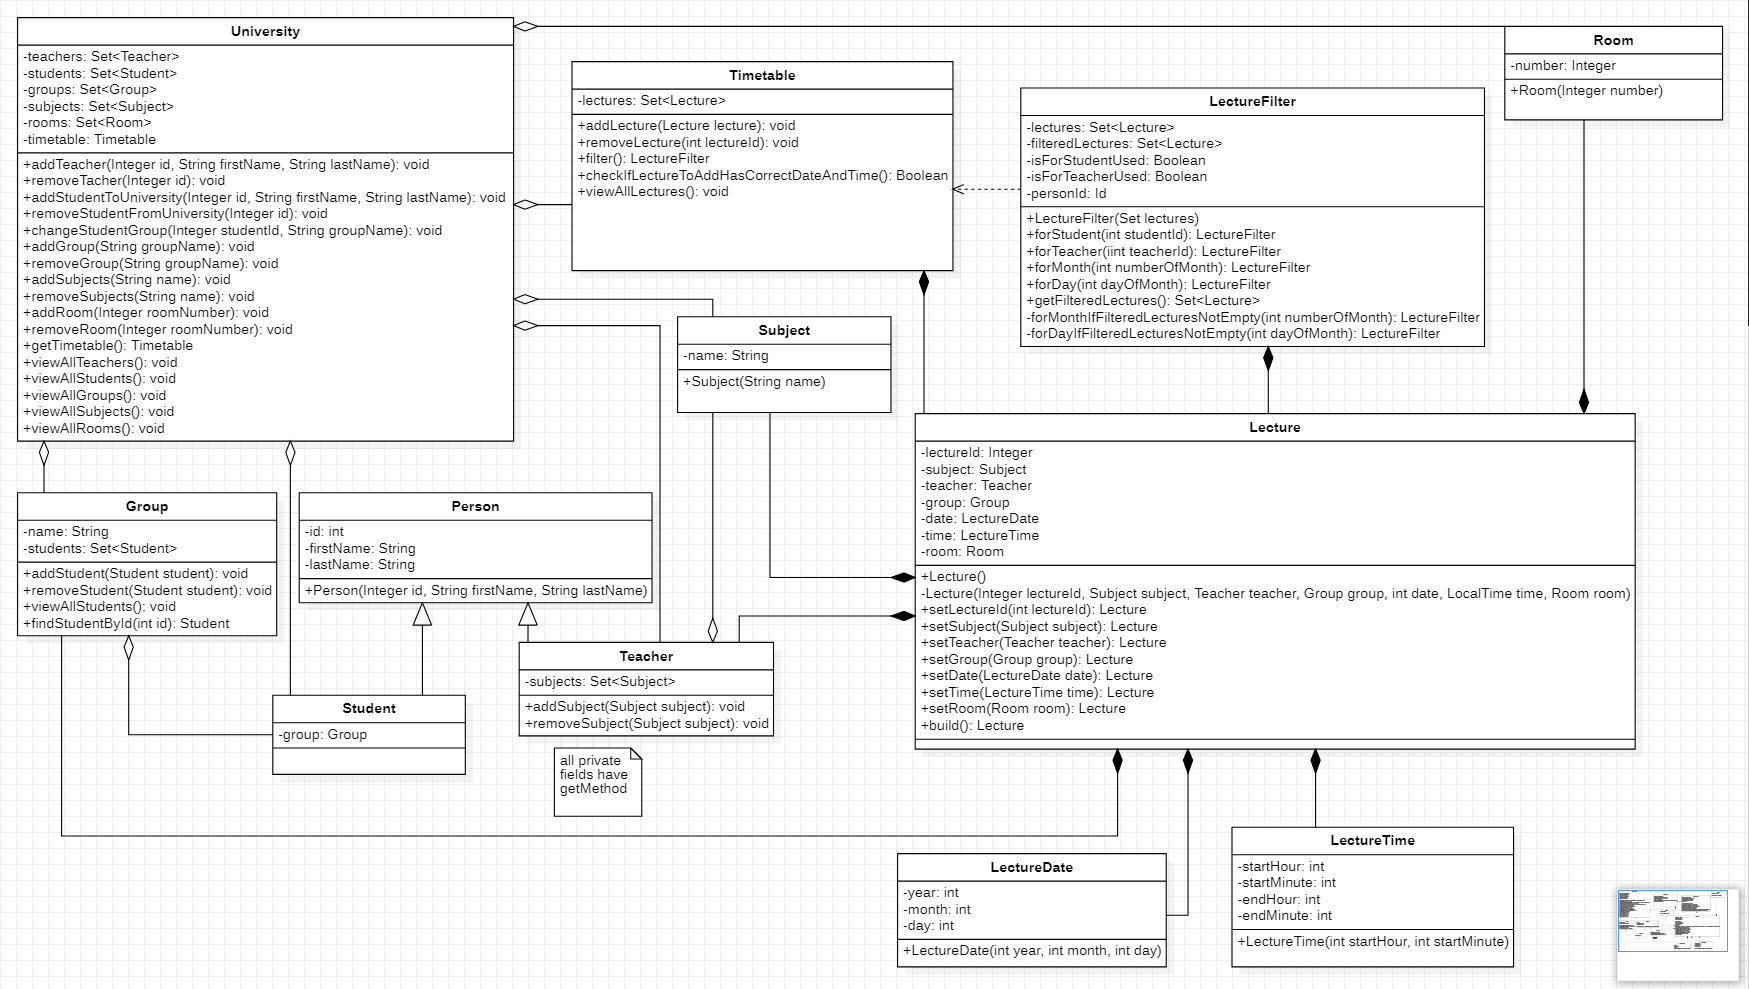 University
-teachers: Set<Teacher>
-students: Set<Student>
-groups: Set<Group>
-subjects: Set<Subject>
-rooms: Set<Room>
-timetable: Timetable
+addTeacher(Integer id, String firstName, String lastName): void
+removeTacher(Integer id): void
+addStudentToUniversity(Integer id, String firstName, String lastName): void
+removeStudentFromUniversity(Integer id): void
+changeStudentGroup(Integer studentId, String groupName): void
+addGroup(String groupName): void
+removeGroup(String groupName): void
+addSubjects(String name): void
+removeSubjects(String name): void
+addRoom(Integer roomNumber): void
+removeRoom(Integer roomNumber): void
+getTimetable(): Timetable
+viewAllTeachers(): void
+viewAllStudents(): void
+viewAllGroups(): void
+viewAllSubjects(): void
+viewAllRooms(): void
Timetable
-lectures: Set<Lecture>
+addLecture(Lecture lecture): void
+removeLecture(int lectureId): void
+filter(): LectureFilter
+checkIfLectureToAddHasCorrectDateAndTime(): Boolean
+viewAllLectures(): void
LectureFilter
-lectures: Set<Lecture>
-filteredLectures: Set<Lecture>
-isForStudentUsed: Boolean
-isForTeacherUsed: Boolean
-personId: Id
+LectureFilter(Set lectures)
+forStudent(int studentId): LectureFilter
+forTeacher(iint teacherId): LectureFilter
+forMonth(int numberOfMonth): LectureFilter
+forDay(int dayOfMonth): LectureFilter
+getFilteredLectures(): Set<Lecture>
-forMonthIfFilteredLecturesNotEmpty(int numberOfMonth): LectureFilter
-forDayIfFilteredLecturesNotEmpty(int dayOfMonth): LectureFilter
Room
-number: Integer
+Room(Integer number)
Subject
-name: String
+Subject(String name)
Group
-name: String
-students: Set<Student>
+addStudent(Student student): void
+removeStudent(Student student): void
+viewAllStudents(): void
+findStudentById(int id): Student
Person
-id: int
-firstName: String
-lastName: String
+Person(Integer id, String firstName, String lastName)
Lecture
-lectureId: Integer
-subject: Subject
-teacher: Teacher
-group: Group
-date: LectureDate
-time: LectureTime
-room: Room
+Lecture()
-Lecture(Integer lectureId, Subject subject, Teacher teacher, Group group, int date, LocalTime time, Room room)
+setLectureId(int lectureId): Lecture
+setSubject(Subject subject): Lecture
+setTeacher(Teacher teacher): Lecture
+setGroup(Group group): Lecture
+setDate(LectureDate date): Lecture
+setTime(LectureTime time): Lecture
+setRoom(Room room): Lecture
+build(): Lecture
Teacher
-subjects: Set<Subject>
+addSubject(Subject subject): void
+removeSubject(Subject subject): void
Student
-group: Group
all private
fields have
getMethod
LectureDate
-year: int
-month: int
-day: int
+LectureDate(int year, int month, int day)
LectureTime
-startHour: int
-startMinute: int
-endHour: int
-endMinute: int
+LectureTime(int startHour, int startMinute)